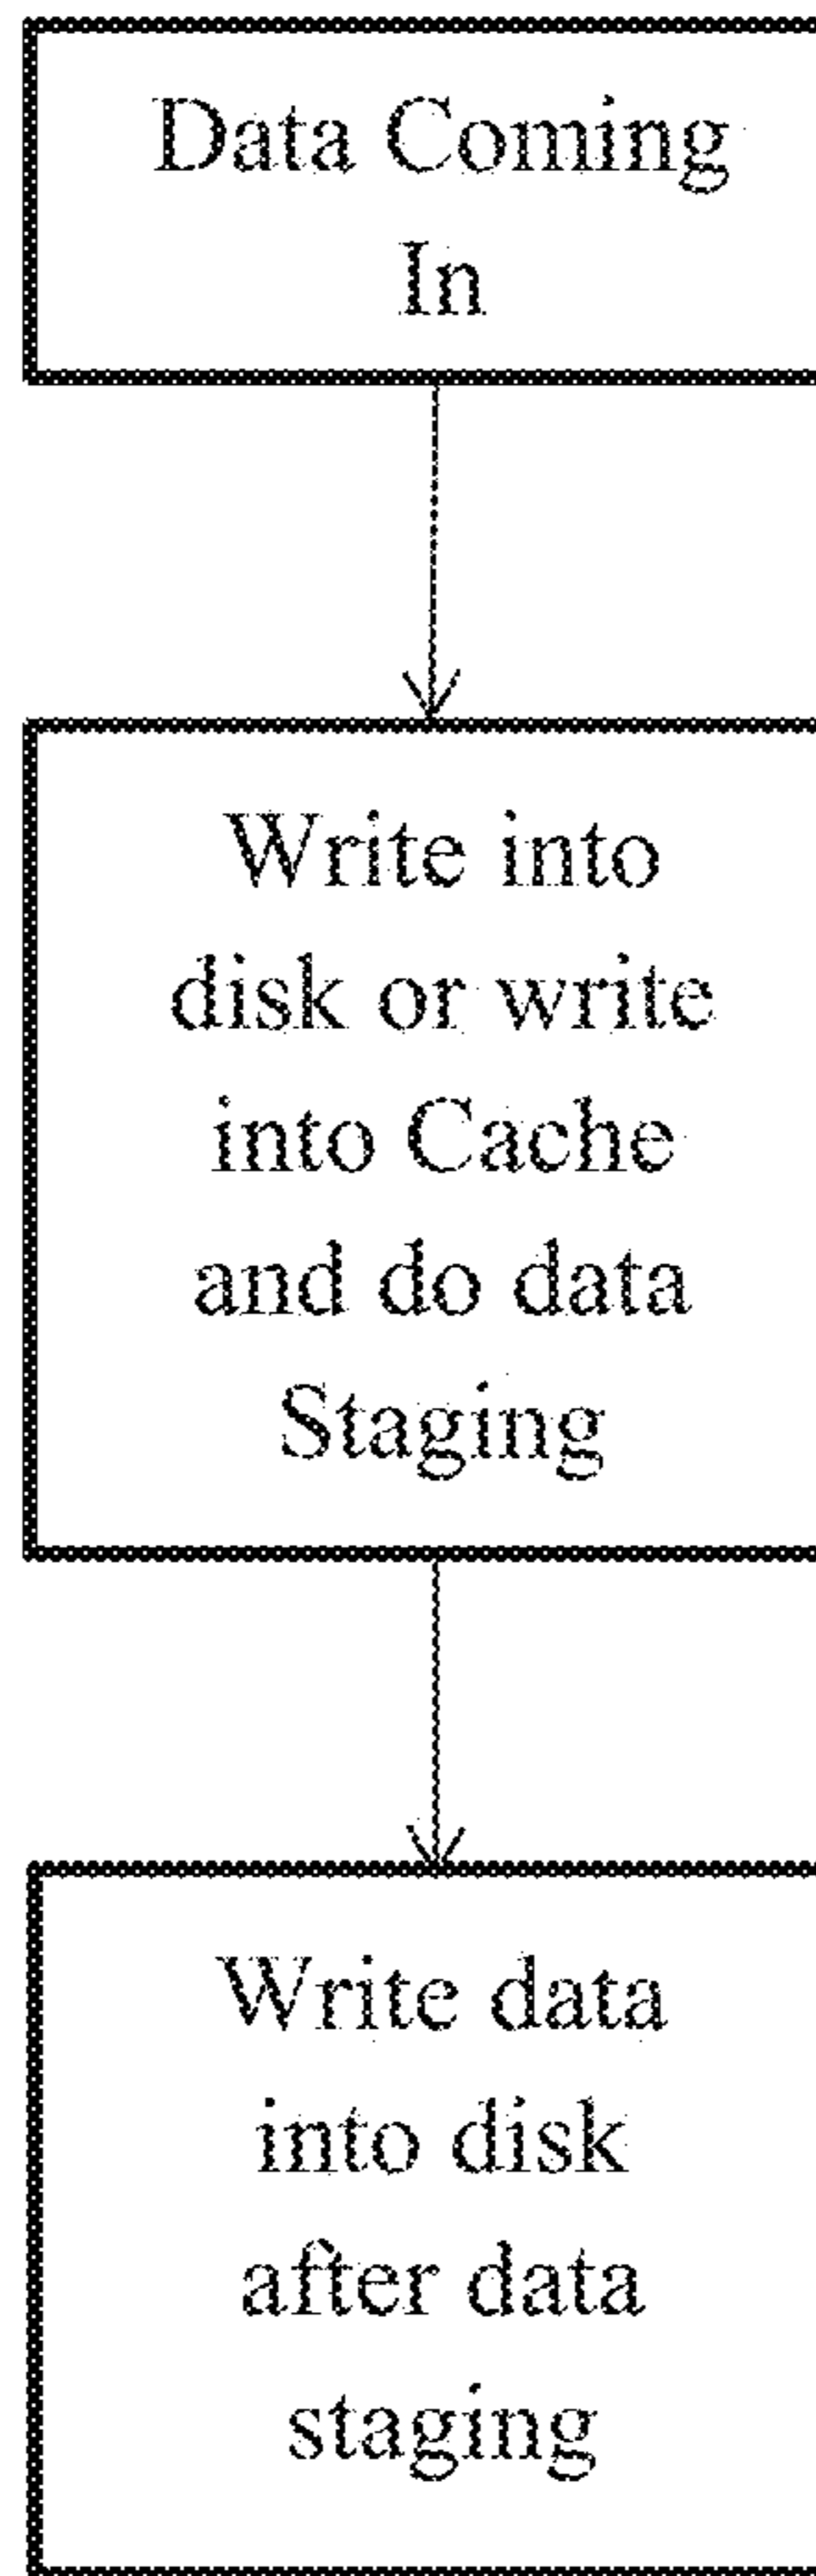 Data Coming
In
Write into
disk or write
into Cache
and do data
Staging
Write data
into disk
after data
staging